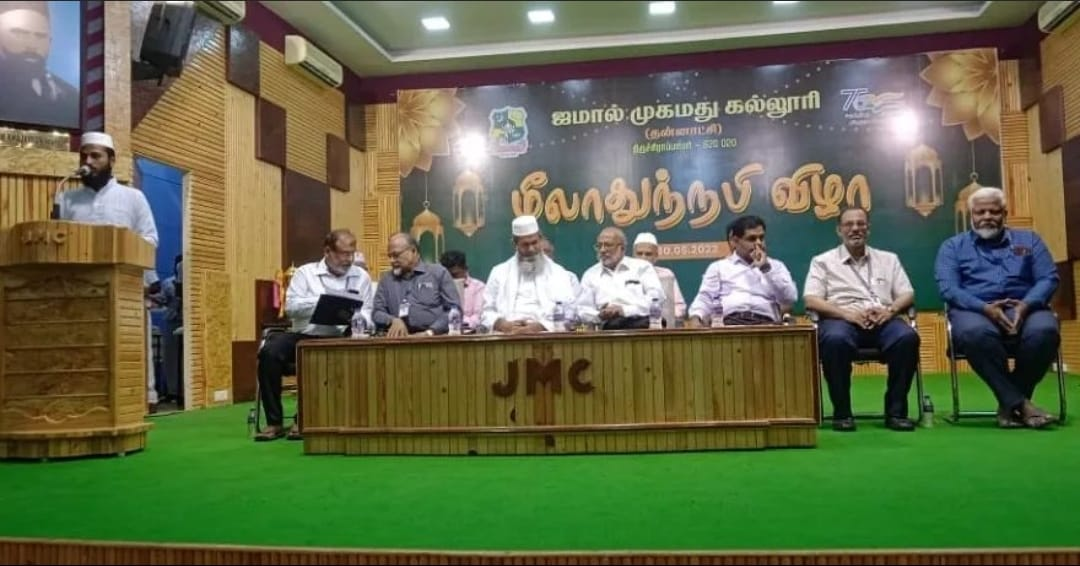 ஜமால் முகமது கல்லூரி
(தன்னாட்சி)
திருச்சிராப்பள்ளி - 620 020
மீலாதுந்நபி விழா
JMC
JMC